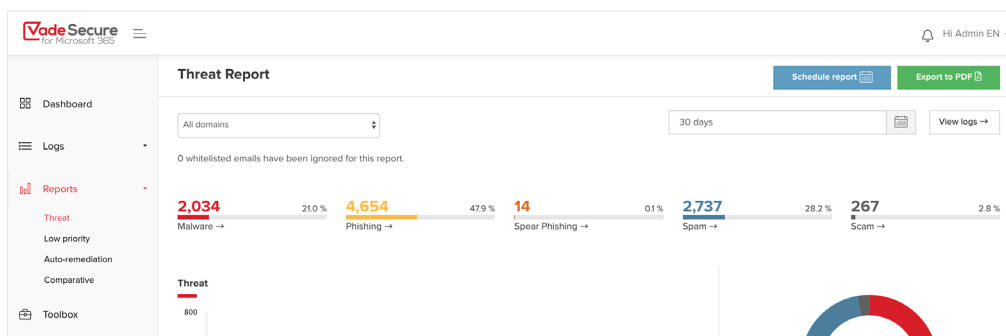 Vade Secure
for Microsoft 365
Hi Admin EN
Threat Report
Schedule report
Export to PDF
Dashboard
All domains
30 days
View logs →
Logs
0 whitelisted emails have been ignored for this report.
Reports
2,034
21.0 %
4,654
47.9 %
14
0.1 %
2,737
28.2 %
267
2.8 %
Malware →
Phishing →
Spear Phishing →
Spam →
Scam →
Threat
Low priority
Auto-remediation
Comparative
Threat
800
Toolbox